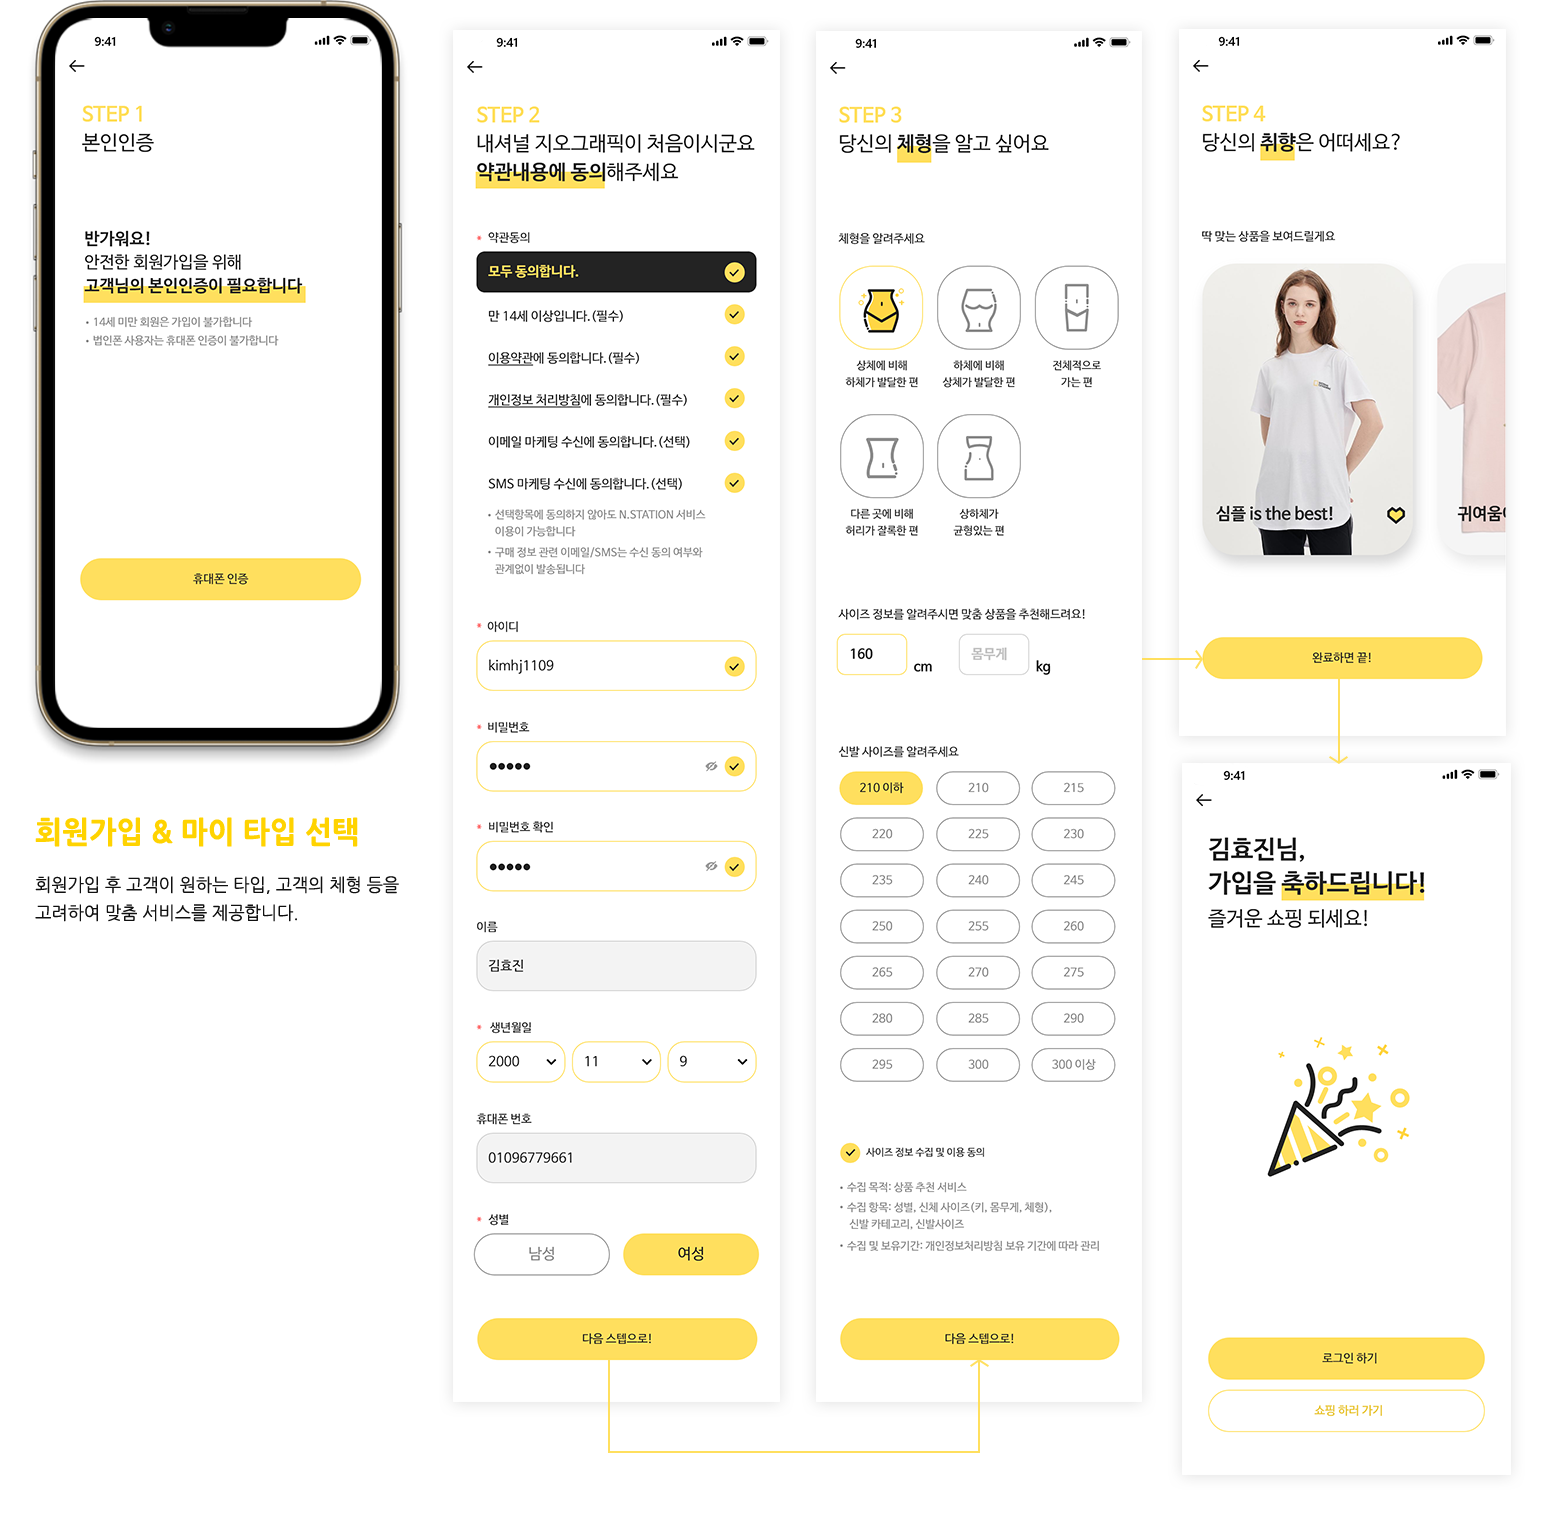 9:41
STEP 1
본인인증
반가워요!
안전한 회원가입을 위해
고객님의 본인인증이 필요합니다
• 14세 미만 회원은 가입이 불가합니다
• 법인폰 사용자는 휴대폰 인증이 불가합니다
휴대폰 인증
회원가입 & 마이 타입 선택
회원가입 후 고객이 원하는 타입, 고객의 체형 등을
고려하여 맞춤 서비스를 제공합니다.
9:41
STEP 2
내셔널 지오그래픽이 처음이시군요
약관내용에 동의해주세요
* 약관동의
모두 동의합니다.
만 14세 이상입니다. (필수)
이용약관에 동의합니다. (필수)
개인정보 처리방침에 동의합니다. (필수)
이메일 마케팅 수신에 동의합니다. (선택)
SMS 마케팅 수신에 동의합니다. (선택)
• 선택항목에 동의하지 않아도 N.STATION 서비스
이용이 가능합니다
• 구매 정보 관련 이메일/SMS는 수신 동의 여부와
관계없이 발송됩니다
* 아이디
kimhj1109
* 비밀번호
●●●●●
* 비밀번호 확인
●●●●●
이름
김효진
* 생년월일
2000 11 9
휴대폰 번호
01096779661
* 성별
남성 여성
다음 스텝으로!
9:41
STEP 3
당신의 체형을 알고 싶어요
체형을 알려주세요
상체에 비해
하체가 발달한 편
하체에 비해
상체가 발달한 편
전체적으로
가는 편
다른 곳에 비해
허리가 잘록한 편
상하체가
균형있는 편
사이즈 정보를 알려주시면 맞춤 상품을 추천해드려요!
160 cm 몸무게 kg
신발 사이즈를 알려주세요
210 이하 210 215
220 225 230
235 240 245
250 255 260
265 270 275
280 285 290
295 300 300 이상
사이즈 정보 수집 및 이용 동의
• 수집 목적: 상품 추천 서비스
• 수집 항목: 성별, 신체 사이즈(키, 몸무게, 체형),
신발 카테고리, 신발사이즈
• 수집 및 보유기간: 개인정보처리방침 보유 기간에 따라 관리
다음 스텝으로!
9:41
STEP 4
당신의 취향은 어떠세요?
딱 맞는 상품을 보여드릴게요
심플 is the best!
귀여움
완료하면 끝!
9:41
김효진님,
가입을 축하드립니다!
즐거운 쇼핑 되세요!
로그인 하기
쇼핑 하러 가기